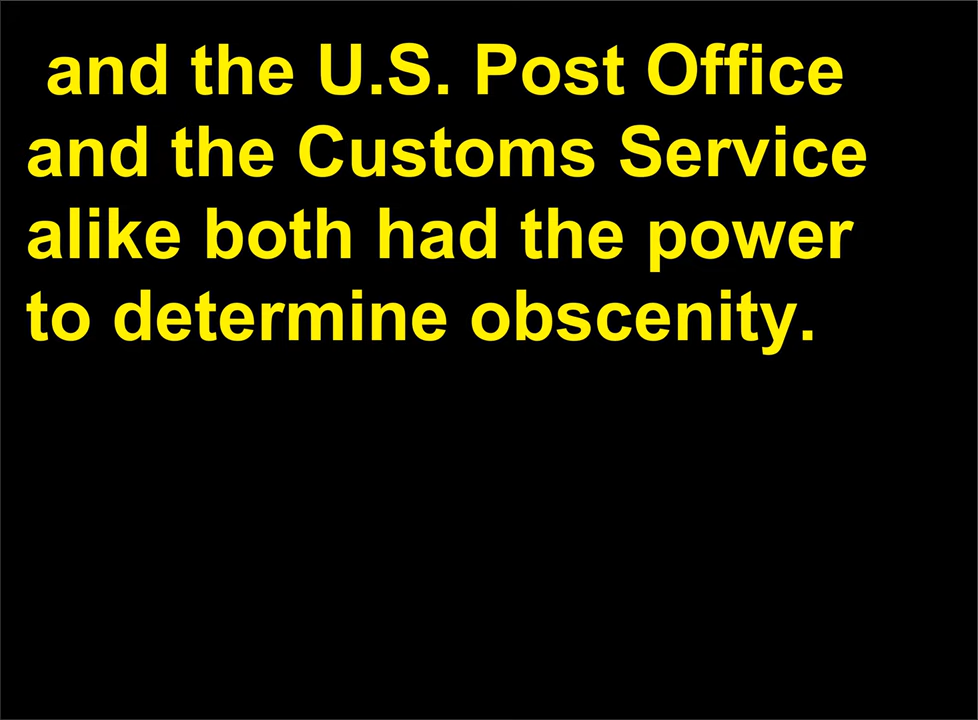 and the U.S. Post Office
and the Customs Service
alike both had the power
to determine obscenity.